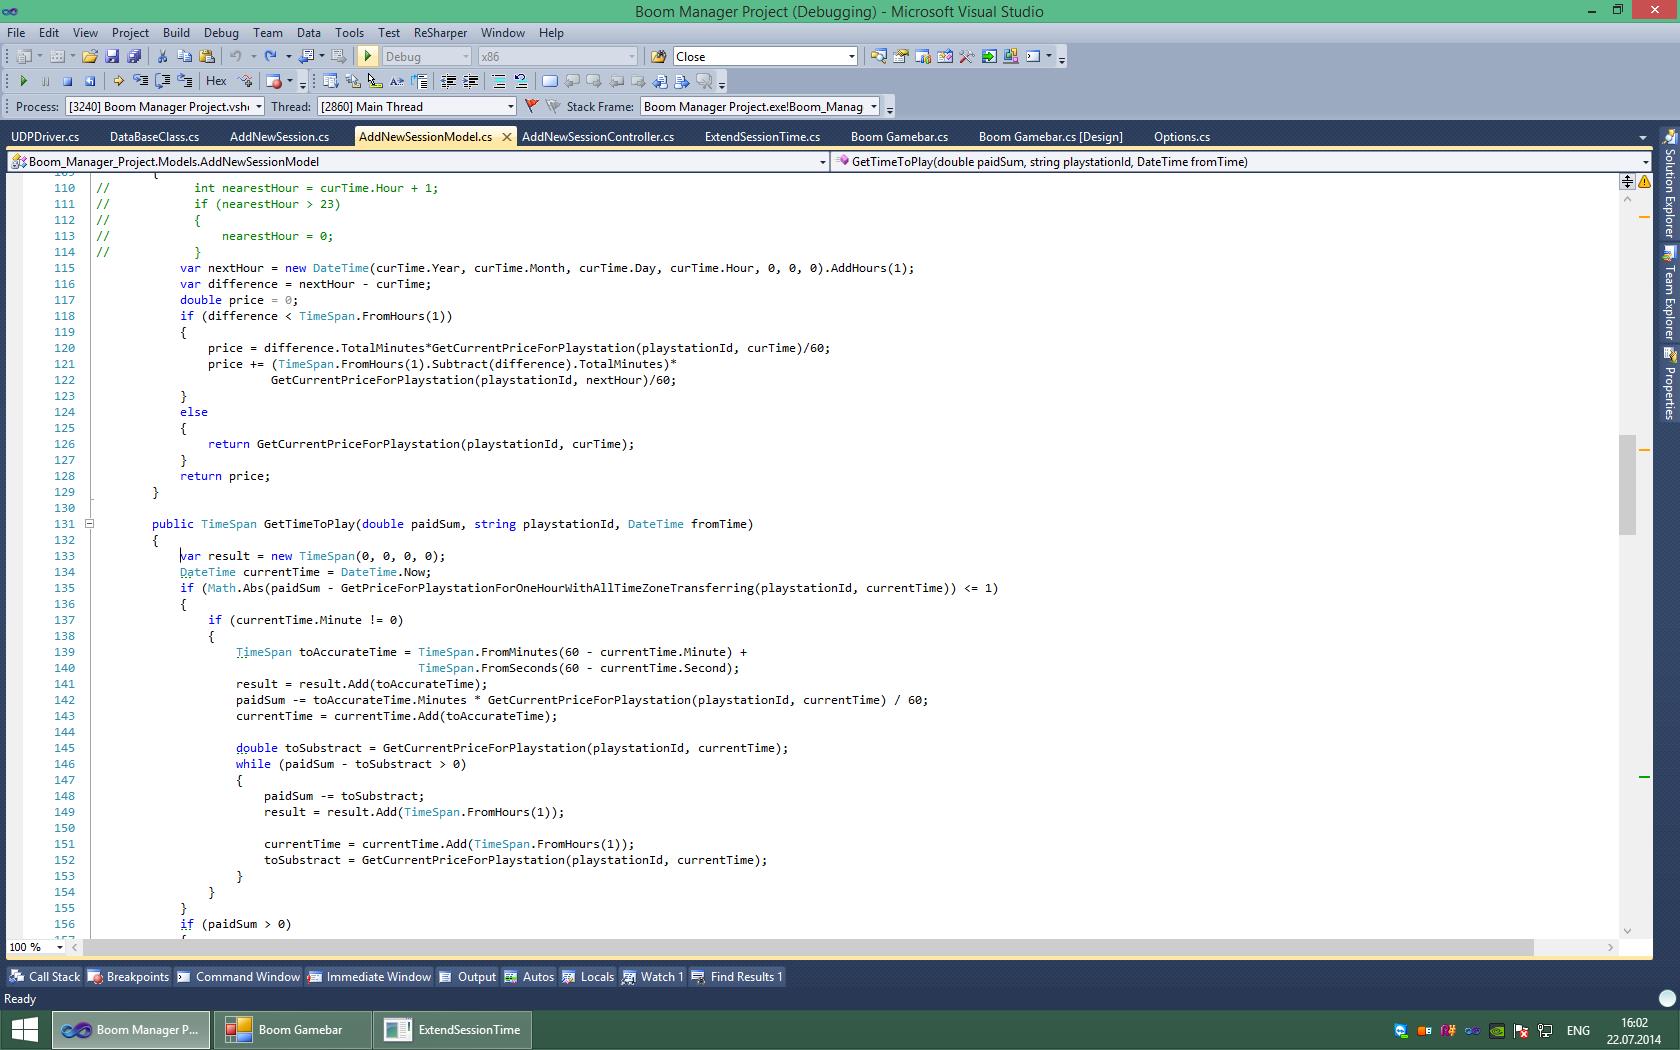 Boom Manager Project (Debugging) - Microsoft Visual Studio
File Edit View Project Build Debug Team Data Tools Test ReSharper Window Help
Debug x86 Close
Hex
Process: [3240] Boom Manager Project.vsh Thread: [2860] Main Thread Stack Frame: Boom Manager Project.exe!Boom_Manag
UDPDriver.cs DataBaseClass.cs AddNewSession.cs AddNewSessionModel.cs AddNewSessionController.cs ExtendSessionTime.cs Boom Gamebar.cs Boom Gamebar.cs [Design] Options.cs
Boom_Manager_Project.Models.AddNewSessionModel GetTimeToPlay(double paidSum, string playstationId, DateTime fromTime)
109 {
110 // int nearestHour = curTime.Hour + 1;
111 // if (nearestHour > 23)
112 // {
113 // nearestHour = 0;
114 // }
115 var nextHour = new DateTime(curTime.Year, curTime.Month, curTime.Day, curTime.Hour, 0, 0, 0).AddHours(1);
116 var difference = nextHour - curTime;
117 double price = 0;
118 if (difference < TimeSpan.FromHours(1))
119 {
120 price = difference.TotalMinutes*GetCurrentPriceForPlaystation(playstationId, curTime)/60;
121 price += (TimeSpan.FromHours(1).Subtract(difference).TotalMinutes)*
122 GetCurrentPriceForPlaystation(playstationId, nextHour)/60;
123 }
124 else
125 {
126 return GetCurrentPriceForPlaystation(playstationId, curTime);
127 }
128 return price;
129 }
130
131 public TimeSpan GetTimeToPlay(double paidSum, string playstationId, DateTime fromTime)
132 {
133 var result = new TimeSpan(0, 0, 0, 0);
134 DateTime currentTime = DateTime.Now;
135 if (Math.Abs(paidSum - GetPriceForPlaystationForOneHourWithAllTimeZoneTransferring(playstationId, currentTime)) <= 1)
136 {
137 if (currentTime.Minute != 0)
138 {
139 TimeSpan toAccurateTime = TimeSpan.FromMinutes(60 - currentTime.Minute) +
140 TimeSpan.FromSeconds(60 - currentTime.Second);
141 result = result.Add(toAccurateTime);
142 paidSum -= toAccurateTime.Minutes * GetCurrentPriceForPlaystation(playstationId, currentTime) / 60;
143 currentTime = currentTime.Add(toAccurateTime);
144
145 double toSubstract = GetCurrentPriceForPlaystation(playstationId, currentTime);
146 while (paidSum - toSubstract > 0)
147 {
148 paidSum -= toSubstract;
149 result = result.Add(TimeSpan.FromHours(1));
150
151 currentTime = currentTime.Add(TimeSpan.FromHours(1));
152 toSubstract = GetCurrentPriceForPlaystation(playstationId, currentTime);
153 }
154 }
155 }
156 if (paidSum > 0)
157 {
100 %
Solution Explorer
Team Explorer
Properties
Call Stack Breakpoints Command Window Immediate Window Output Autos Locals Watch 1 Find Results 1
Ready
Boom Manager P... Boom Gamebar ExtendSessionTime ENG 16:02
22.07.2014